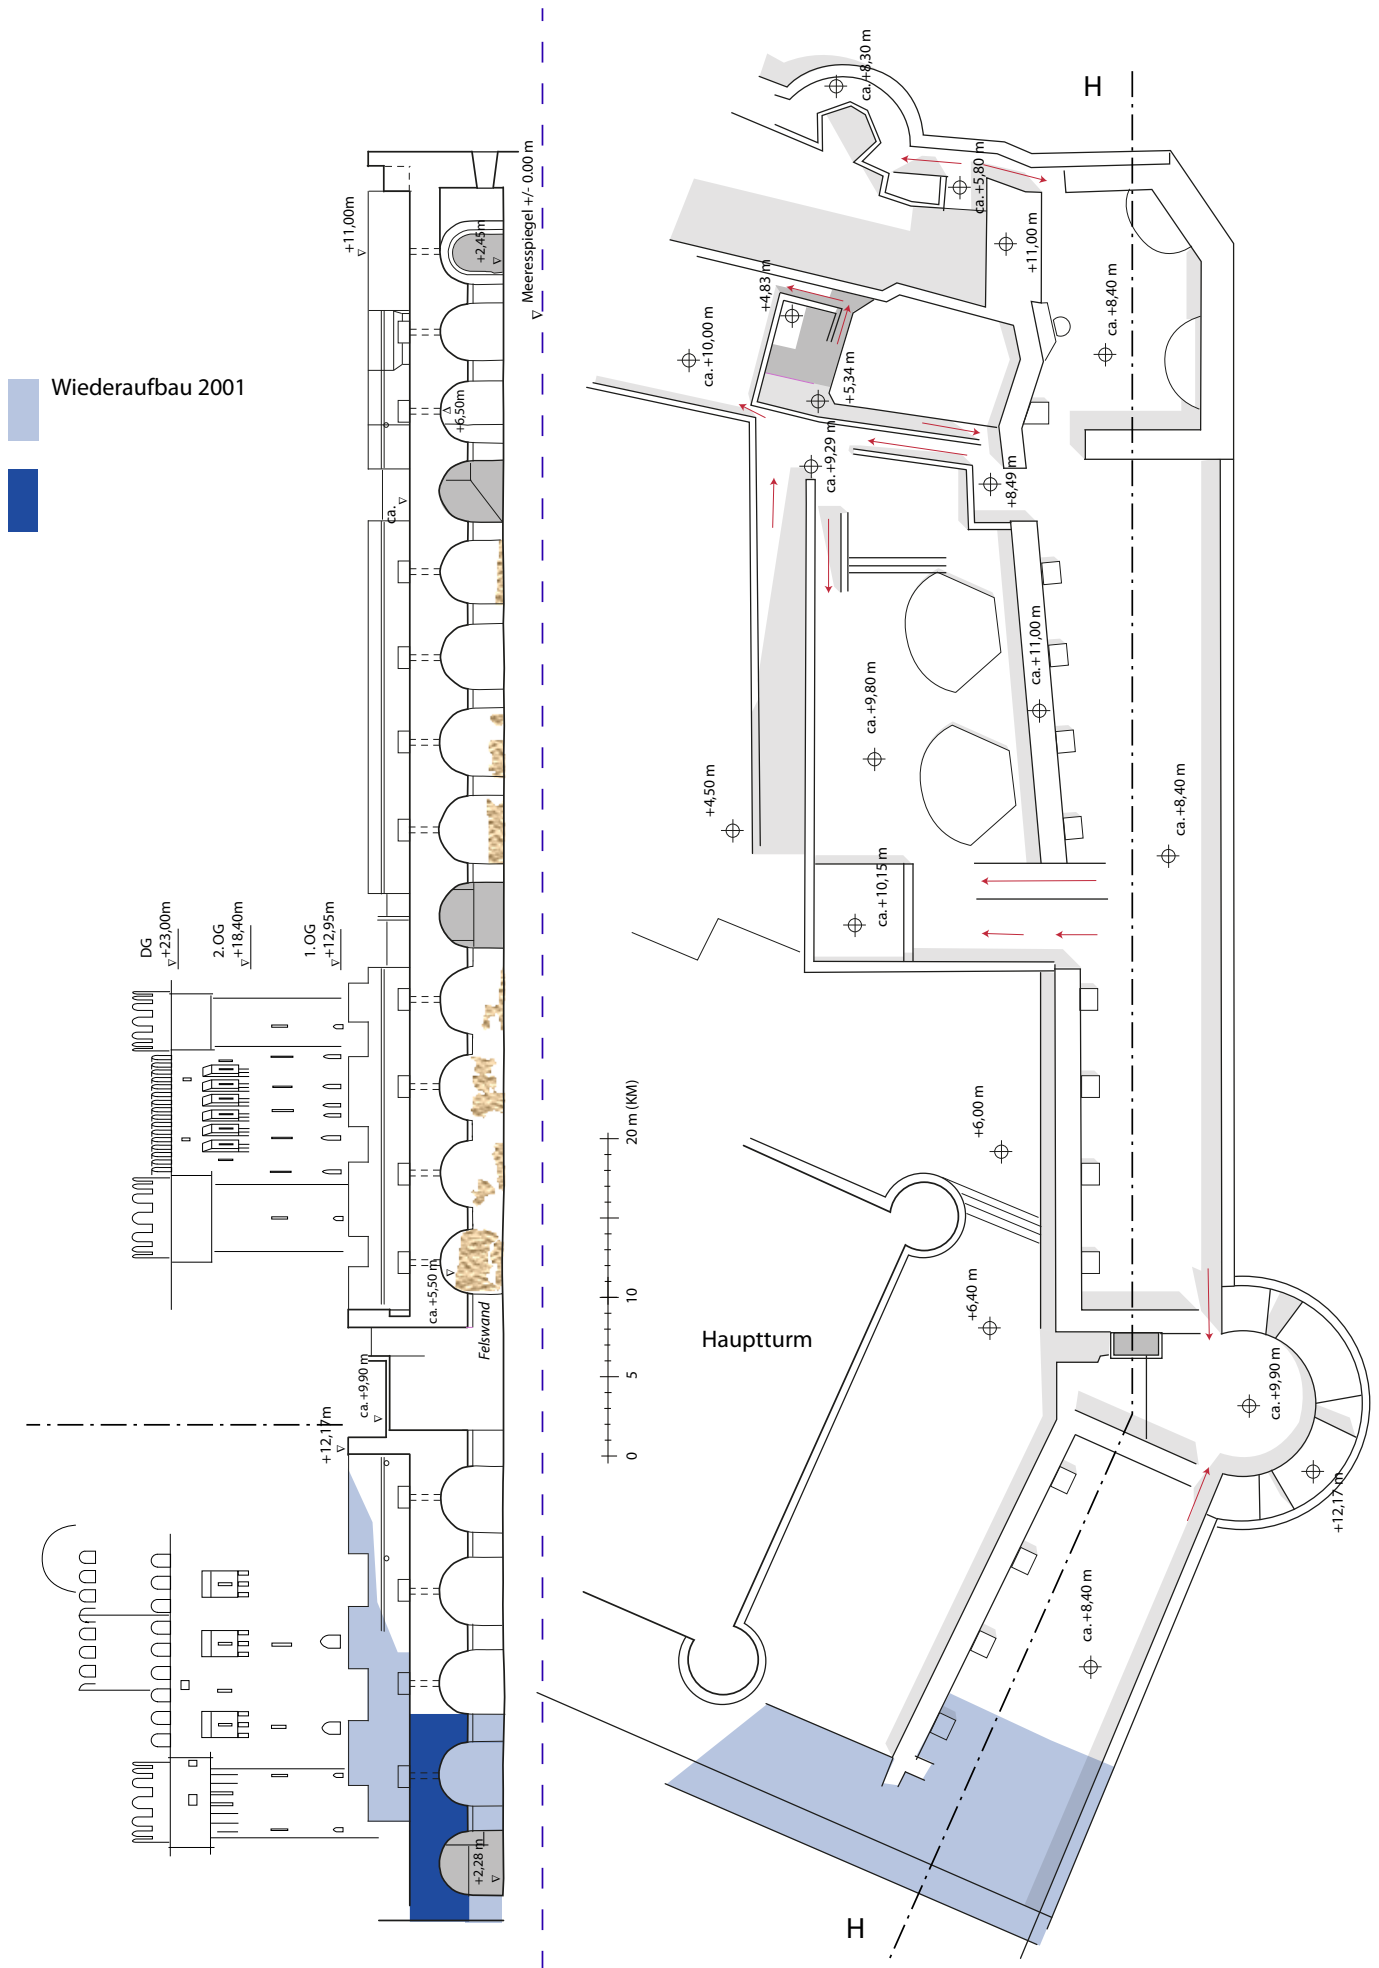 H
ca.+8,30 m
ca.+5,80 m
+11,00m
Meeresspiegel +/- 0.00 m
+2,45m
+11,00 m
+4,83 m
ca.+10,00 m
ca.+8,40 m
Wiederaufbau 2001
+6,50m
+5,34 m
ca.+9,29 m
+8,49 m
ca.
ca.+11,00 m
ca.+9,80 m
+4,50 m
ca.+8,40 m
ca.+10,15m
DG
+23,00m
2. OG
+18,40m
1. OG
+12,95m
20 m (KM)
10
5
0
+6,00 m
+6,40 m
ca.+5,50 m
Felswand
Hauptturm
ca.+9,90 m
+12,17m
ca.+9,90 m
+12,17 m
ca.+8,40 m
+2,28 m
H